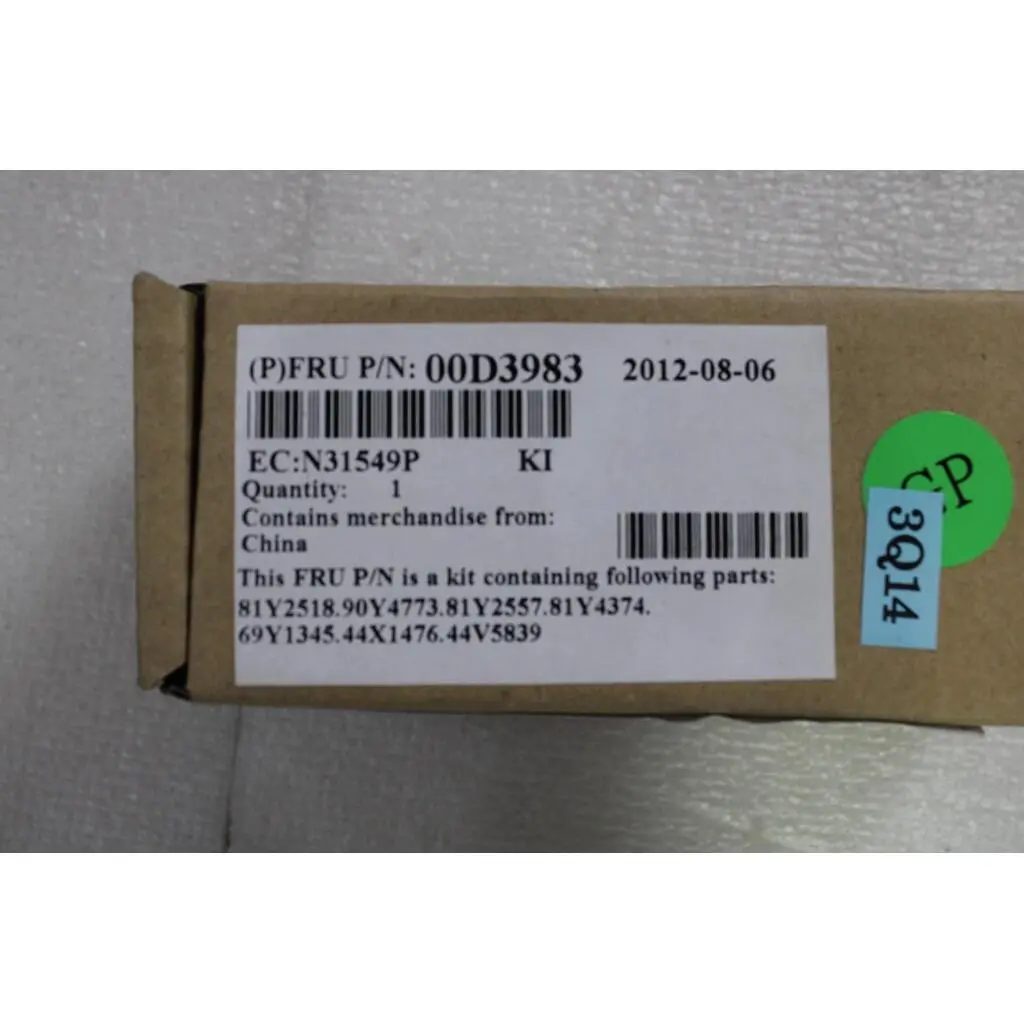 (P)FRU P/N: 00D3983 2012-08-06
EC:N31549P KI
Quantity: 1
Contains merchandise from:
China
This FRU P/N is a kit containing following parts:
81Y2518.90Y4773.81Y2557.81Y4374.
69Y1345.44X1476.44V5839
GP
3Q14